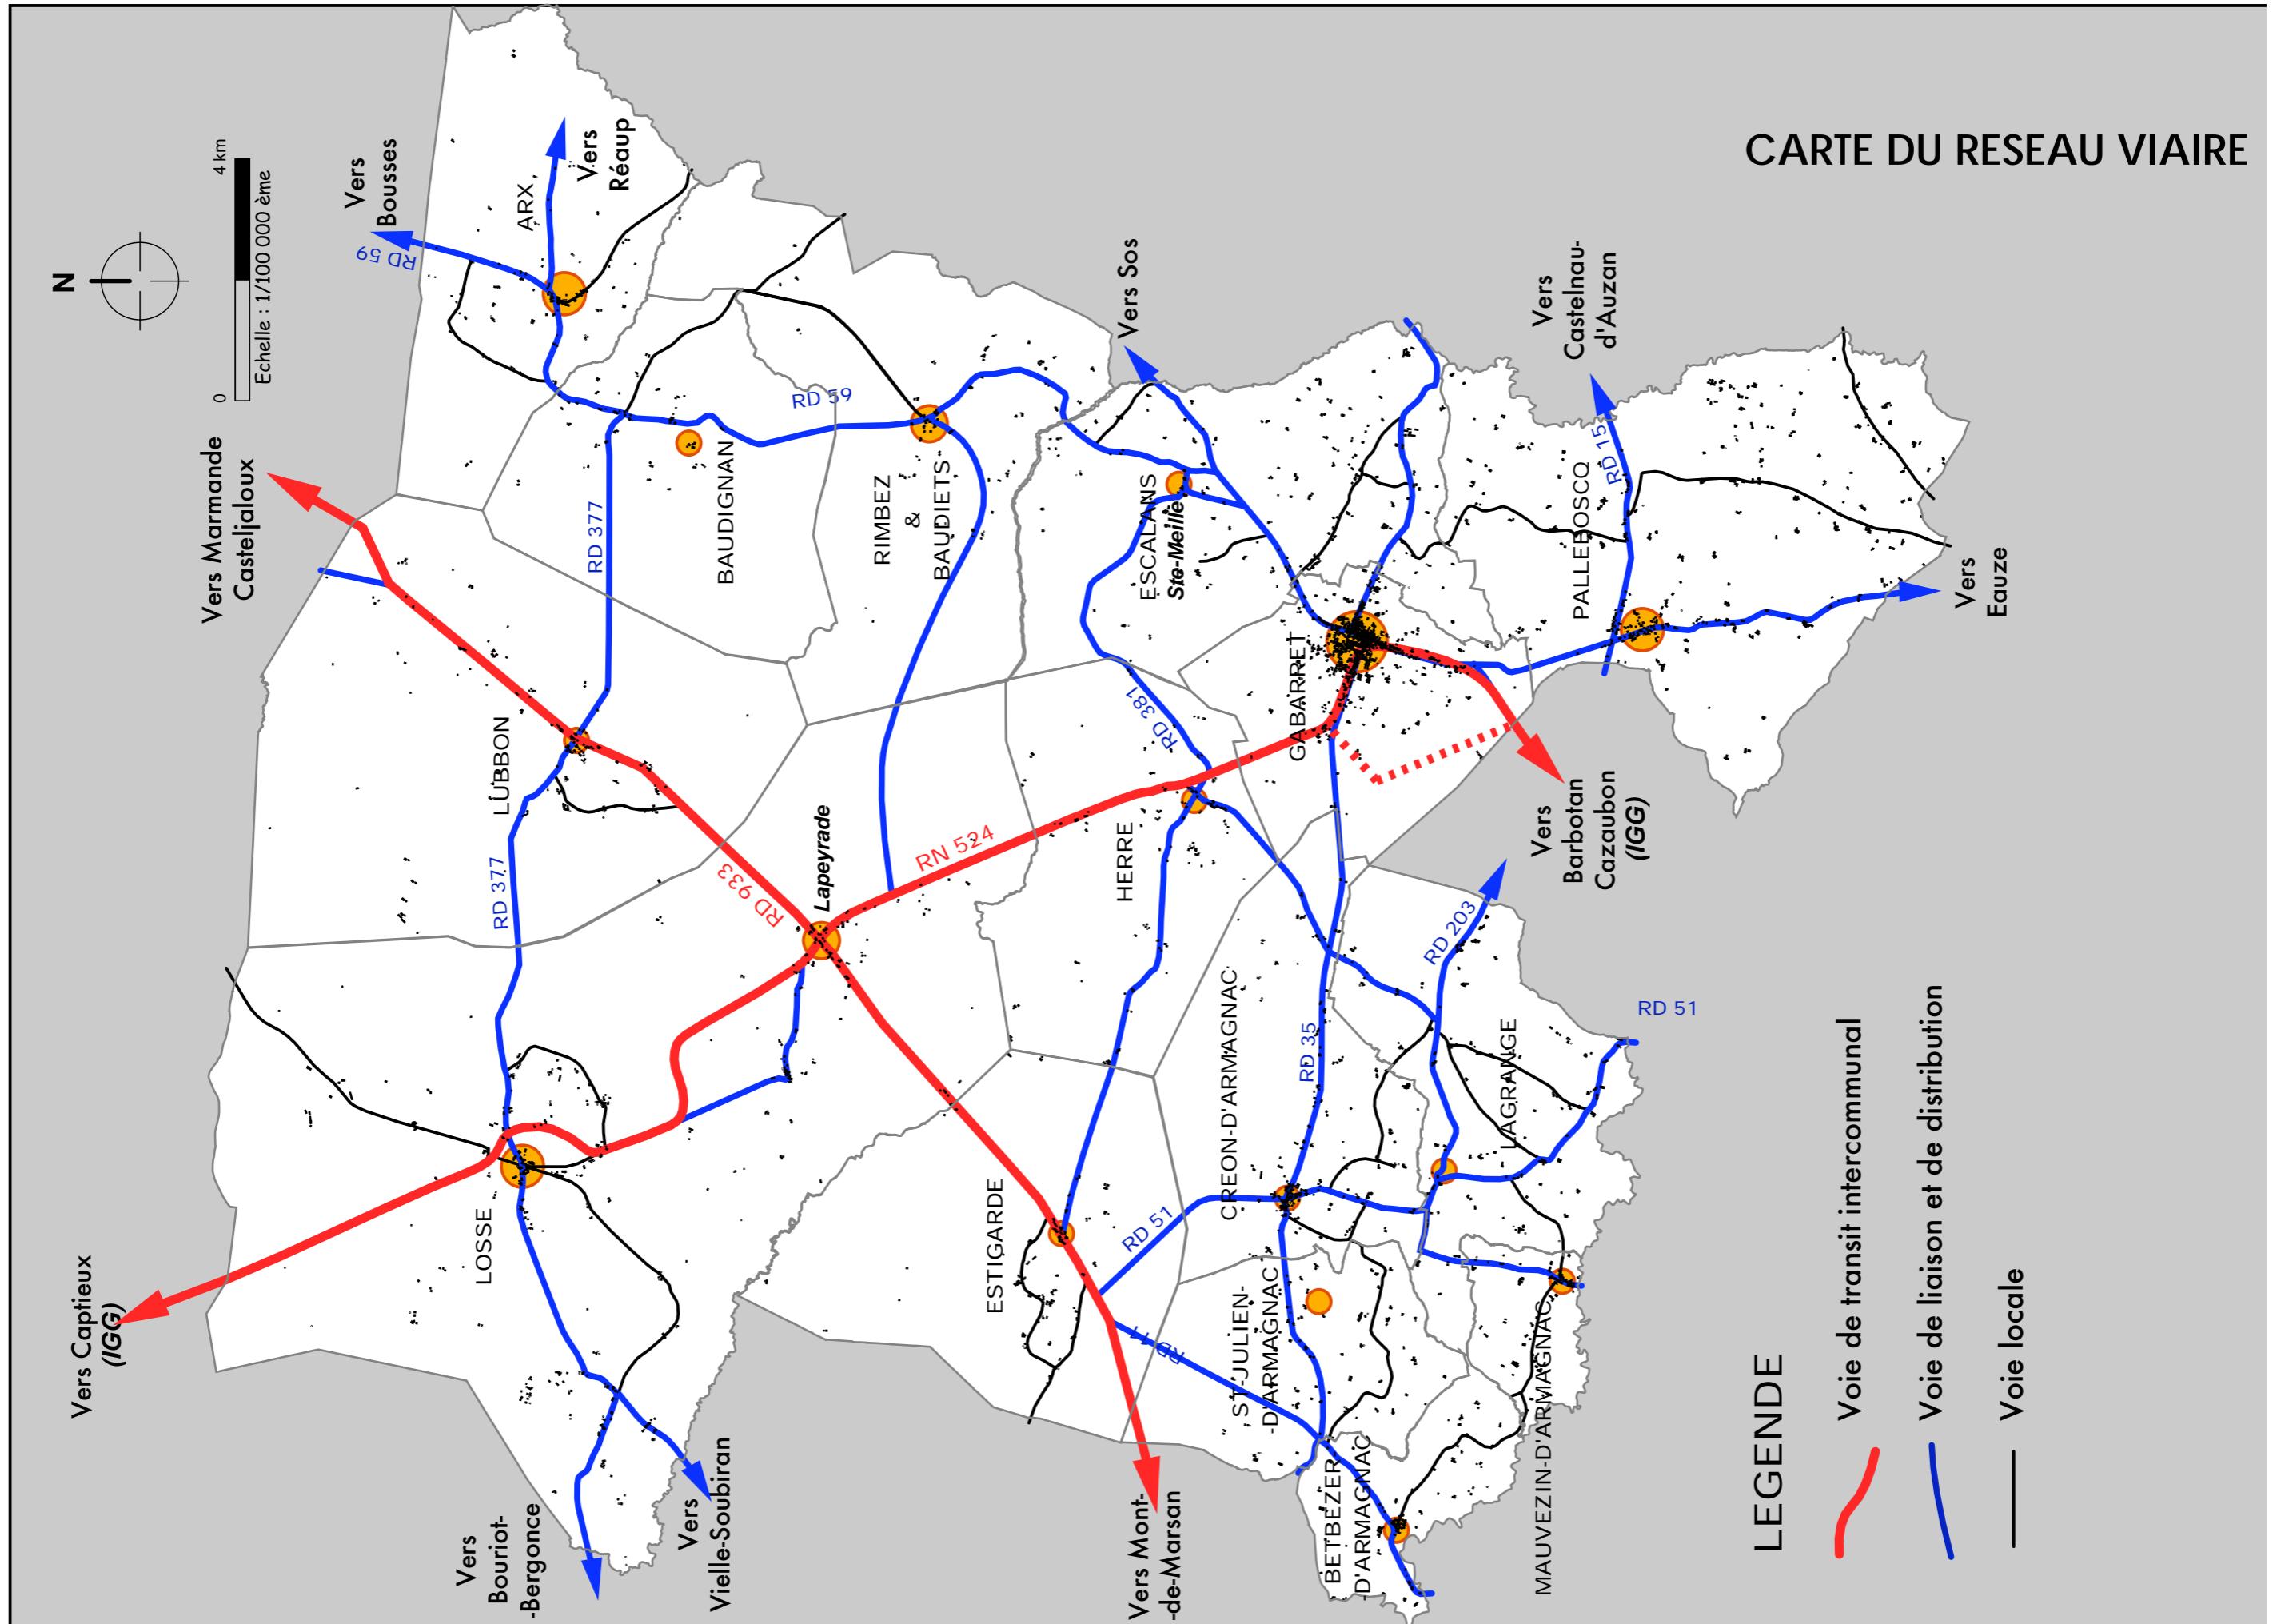 CARTE DU RESEAU VIAIRE
N
0
4 km
Echelle : 1/100 000 ème
Vers Captieux
(IGG)
Vers Marmande
Casteljaloux
Vers
Bousses
RD 59
ARX
Vers
Réaup
LUBBON
RD 377
RD 377
BAUDIGNAN
RD 59
LOSSE
RD 933
Lapeyrade
RN 524
RIMBEZ
&
BAUDIETS
Vers
Bouriot-
-Bergonce
Vers
Vielle-Soubiran
Vers Sos
ESCALANS
Ste-Meille
HERRE
RD 381
ESTIGARDE
RD 51
Vers Mont-
-de-Marsan
GABARRET
CREON-D'ARMAGNAC
RD 35
ST-JULIEN-
-D'ARMAGNAC
BETBEZER
-D'ARMAGNAC
RD 203
LAGRANGE
RD 51
MAUVEZIN-D'ARMAGNAC
Vers
Barbotan
Cazaubon
(IGG)
PALLEBOSCQ
RD 15
Vers
Castelnau-
d'Auzan
Vers
Eauze
LEGENDE
Voie de transit intercommunal
Voie de liaison et de distribution
Voie locale